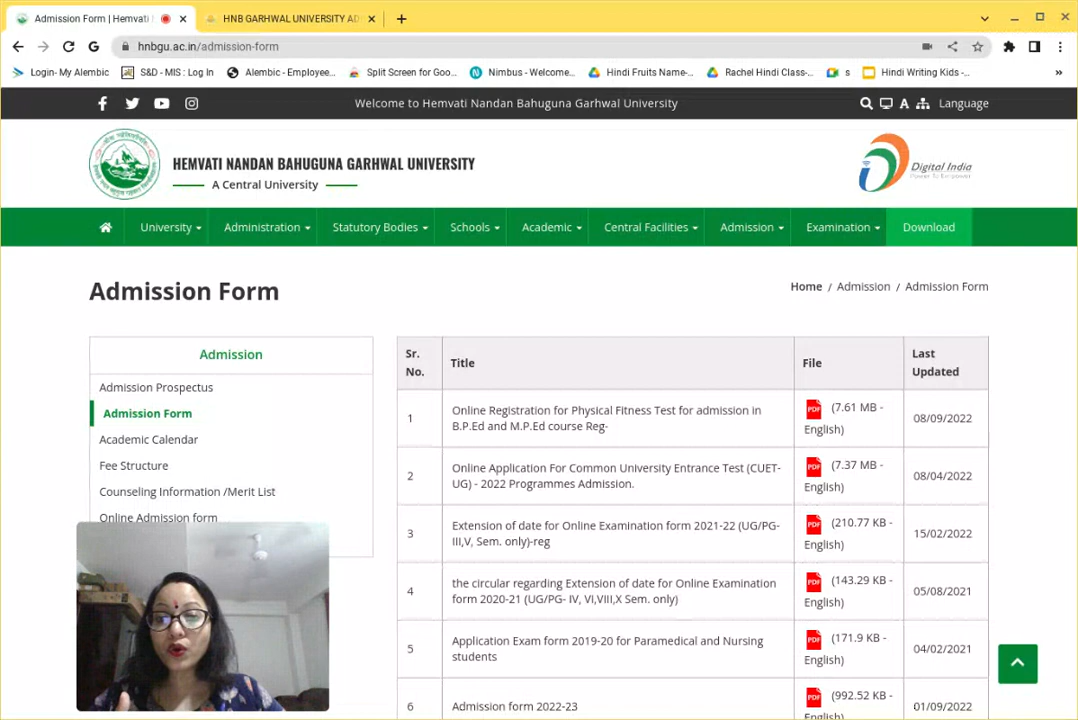 Admission Form | Hemvati
HNB GARHWAL UNIVERSITY AD
hnbgu.ac.in/admission-form
Login- My Alembic
S&D - MIS : Log In
Alembic - Employee...
Split Screen for Goo...
Nimbus - Welcome...
Hindi Fruits Name-...
Rachel Hindi Class-...
s
Hindi Writing Kids -...
»
Welcome to Hemvati Nandan Bahuguna Garhwal University
A
Language
HEMVATI NANDAN BAHUGUNA GARHWAL UNIVERSITY
A Central University
Digital India
Power To Empower
University
Administration
Statutory Bodies
Schools
Academic
Central Facilities
Admission
Examination
Download
Admission Form
Home / Admission / Admission Form
Admission
Admission Prospectus
Admission Form
Academic Calendar
Fee Structure
Counseling Information /Merit List
Online Admission form
Sr. No.
Title
File
Last Updated
1
Online Registration for Physical Fitness Test for admission in
B.P.Ed and M.P.Ed course Reg-
PDF (7.61 MB -
English)
08/09/2022
2
Online Application For Common University Entrance Test (CUET-
UG) - 2022 Programmes Admission.
PDF (7.37 MB -
English)
08/04/2022
3
Extension of date for Online Examination form 2021-22 (UG/PG-
III,V, Sem. only)-reg
PDF (210.77 KB -
English)
15/02/2022
4
the circular regarding Extension of date for Online Examination
form 2020-21 (UG/PG- IV, VI,VIII,X Sem. only)
PDF (143.29 KB -
English)
05/08/2021
5
Application Exam form 2019-20 for Paramedical and Nursing
students
PDF (171.9 KB -
English)
04/02/2021
6
Admission form 2022-23
PDF (992.52 KB -
English)
01/09/2022